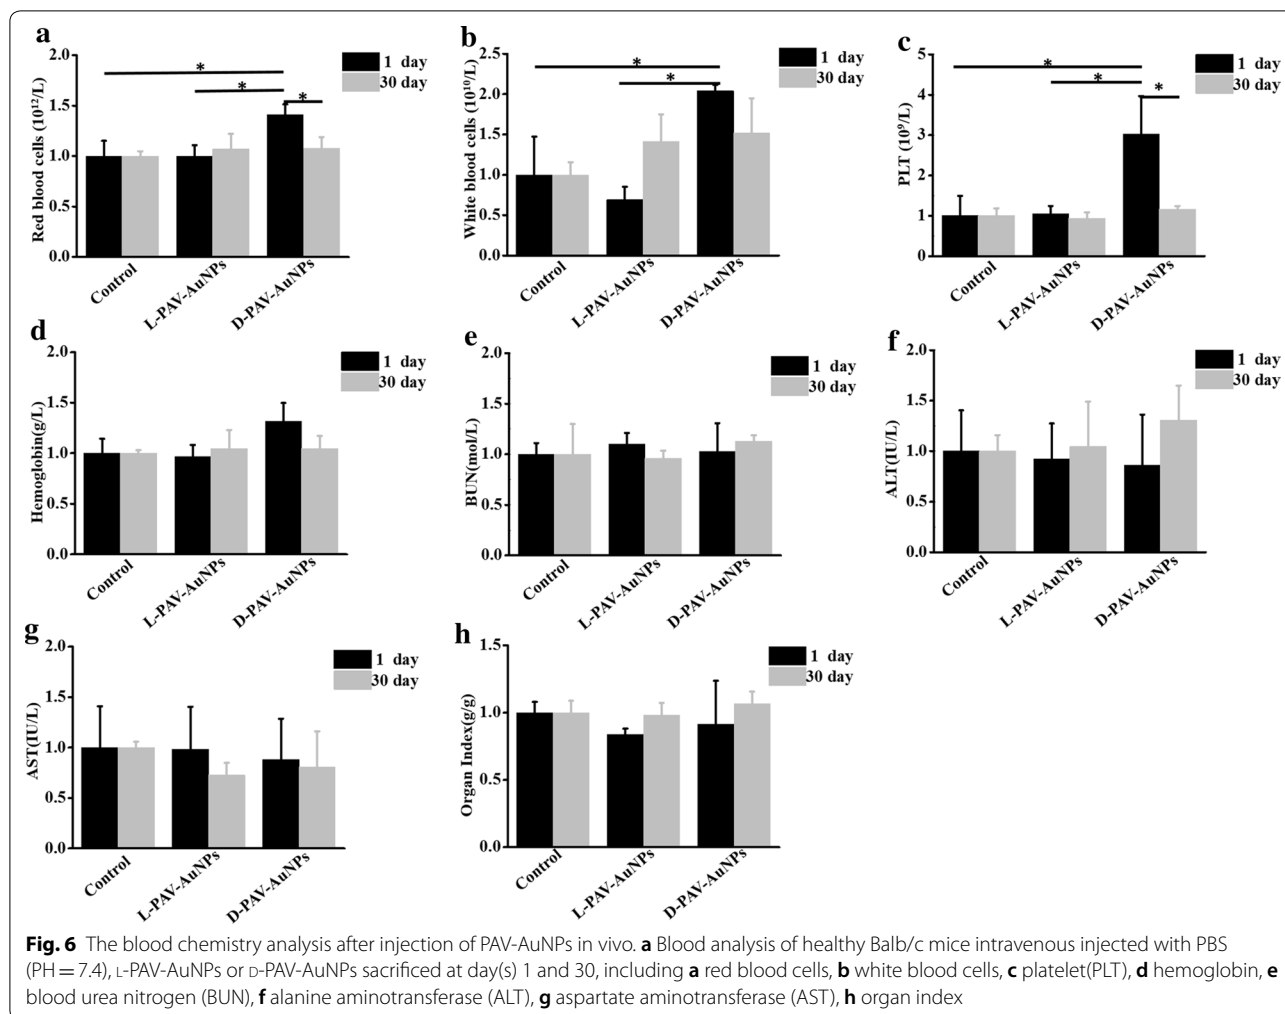 a
Red blood cells (10¹²/L)
2.0
1.5
1.0
0.5
0.0
*
*
*
1 day
30 day
Control
L-PAV-AuNPs
D-PAV-AuNPs
b
White blood cells (10¹⁰/L)
2.5
2.0
1.5
1.0
0.5
0.0
*
*
1 day
30 day
Control
L-PAV-AuNPs
D-PAV-AuNPs
c
PLT (10⁹/L)
5
4
3
2
1
0
*
*
*
1 day
30 day
Control
L-PAV-AuNPs
D-PAV-AuNPs
d
Hemoglobin(g/L)
2.0
1.5
1.0
0.5
0.0
1 day
30 day
Control
L-PAV-AuNPs
D-PAV-AuNPs
e
BUN(mol/L)
2.0
1.5
1.0
0.5
0.0
1 day
30 day
Control
L-PAV-AuNPs
D-PAV-AuNPs
f
ALT(IU/L)
2.0
1.5
1.0
0.5
0.0
1 day
30 day
Control
L-PAV-AuNPs
D-PAV-AuNPs
g
AST(IU/L)
2.0
1.5
1.0
0.5
0.0
1 day
30 day
Control
L-PAV-AuNPs
D-PAV-AuNPs
h
Organ Index(g/g)
1.5
1.0
0.5
0.0
1 day
30 day
Control
L-PAV-AuNPs
D-PAV-AuNPs
Fig. 6 The blood chemistry analysis after injection of PAV-AuNPs in vivo. a Blood analysis of healthy Balb/c mice intravenous injected with PBS
(PH = 7.4), L-PAV-AuNPs or D-PAV-AuNPs sacrificed at day(s) 1 and 30, including a red blood cells, b white blood cells, c platelet(PLT), d hemoglobin, e
blood urea nitrogen (BUN), f alanine aminotransferase (ALT), g aspartate aminotransferase (AST), h organ index